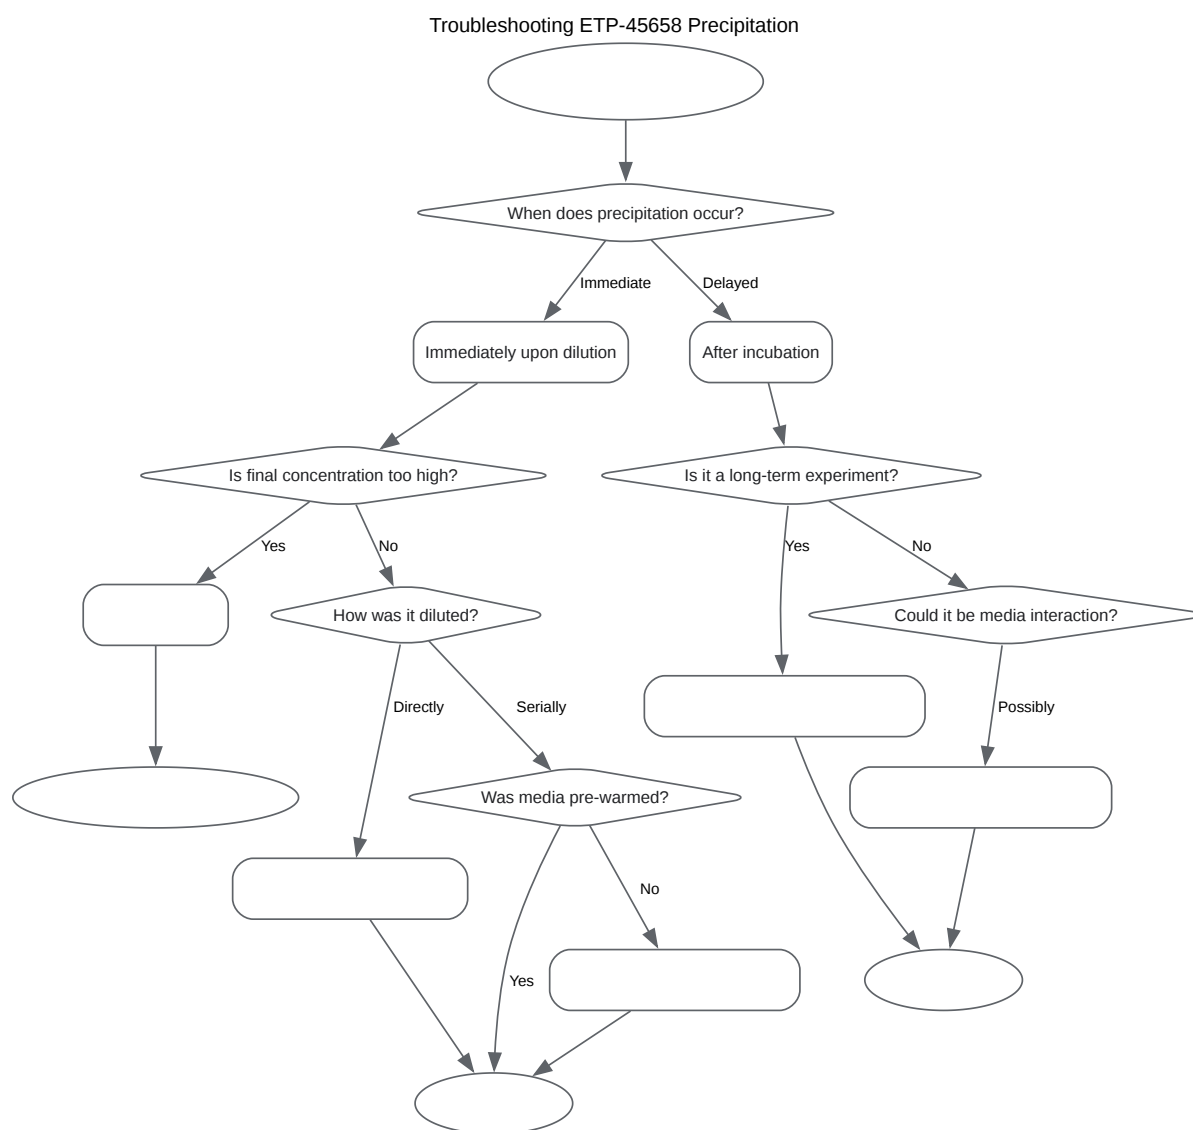 Troubleshooting ETP-45658 Precipitation
When does precipitation occur?
Immediate
Delayed
Immediately upon dilution
After incubation
Is final concentration too high?
Is it a long-term experiment?
Yes
No
Yes
No
How was it diluted?
Could it be media interaction?
Directly
Serially
Possibly
Was media pre-warmed?
No
Yes